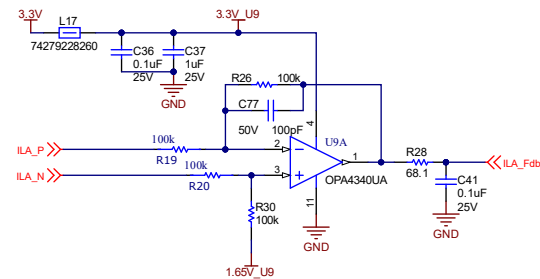 3.3V
L17
3.3V_U9
74279228260
C36
0.1uF
25V
C37
1uF
25V
GND
R26
100k
C77
50V
100pF
4
U9A
ILA_P
100k
R19
2
1
R28
68.1
ILA_Fdb
ILA_N
100k
R20
3
OPA4340UA
C41
0.1uF
25V
R30
100k
11
GND
GND
1.65V_U9